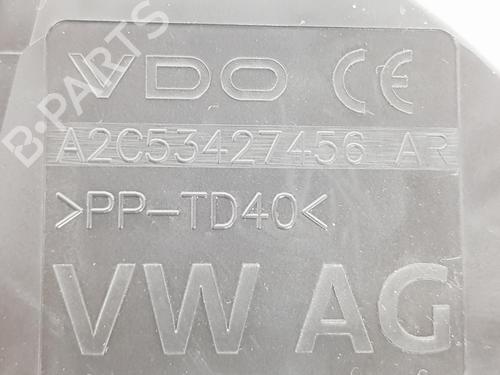 VDO CE
A2C53427456 AR
>PP-TD40<
VW AG
B-PARTS